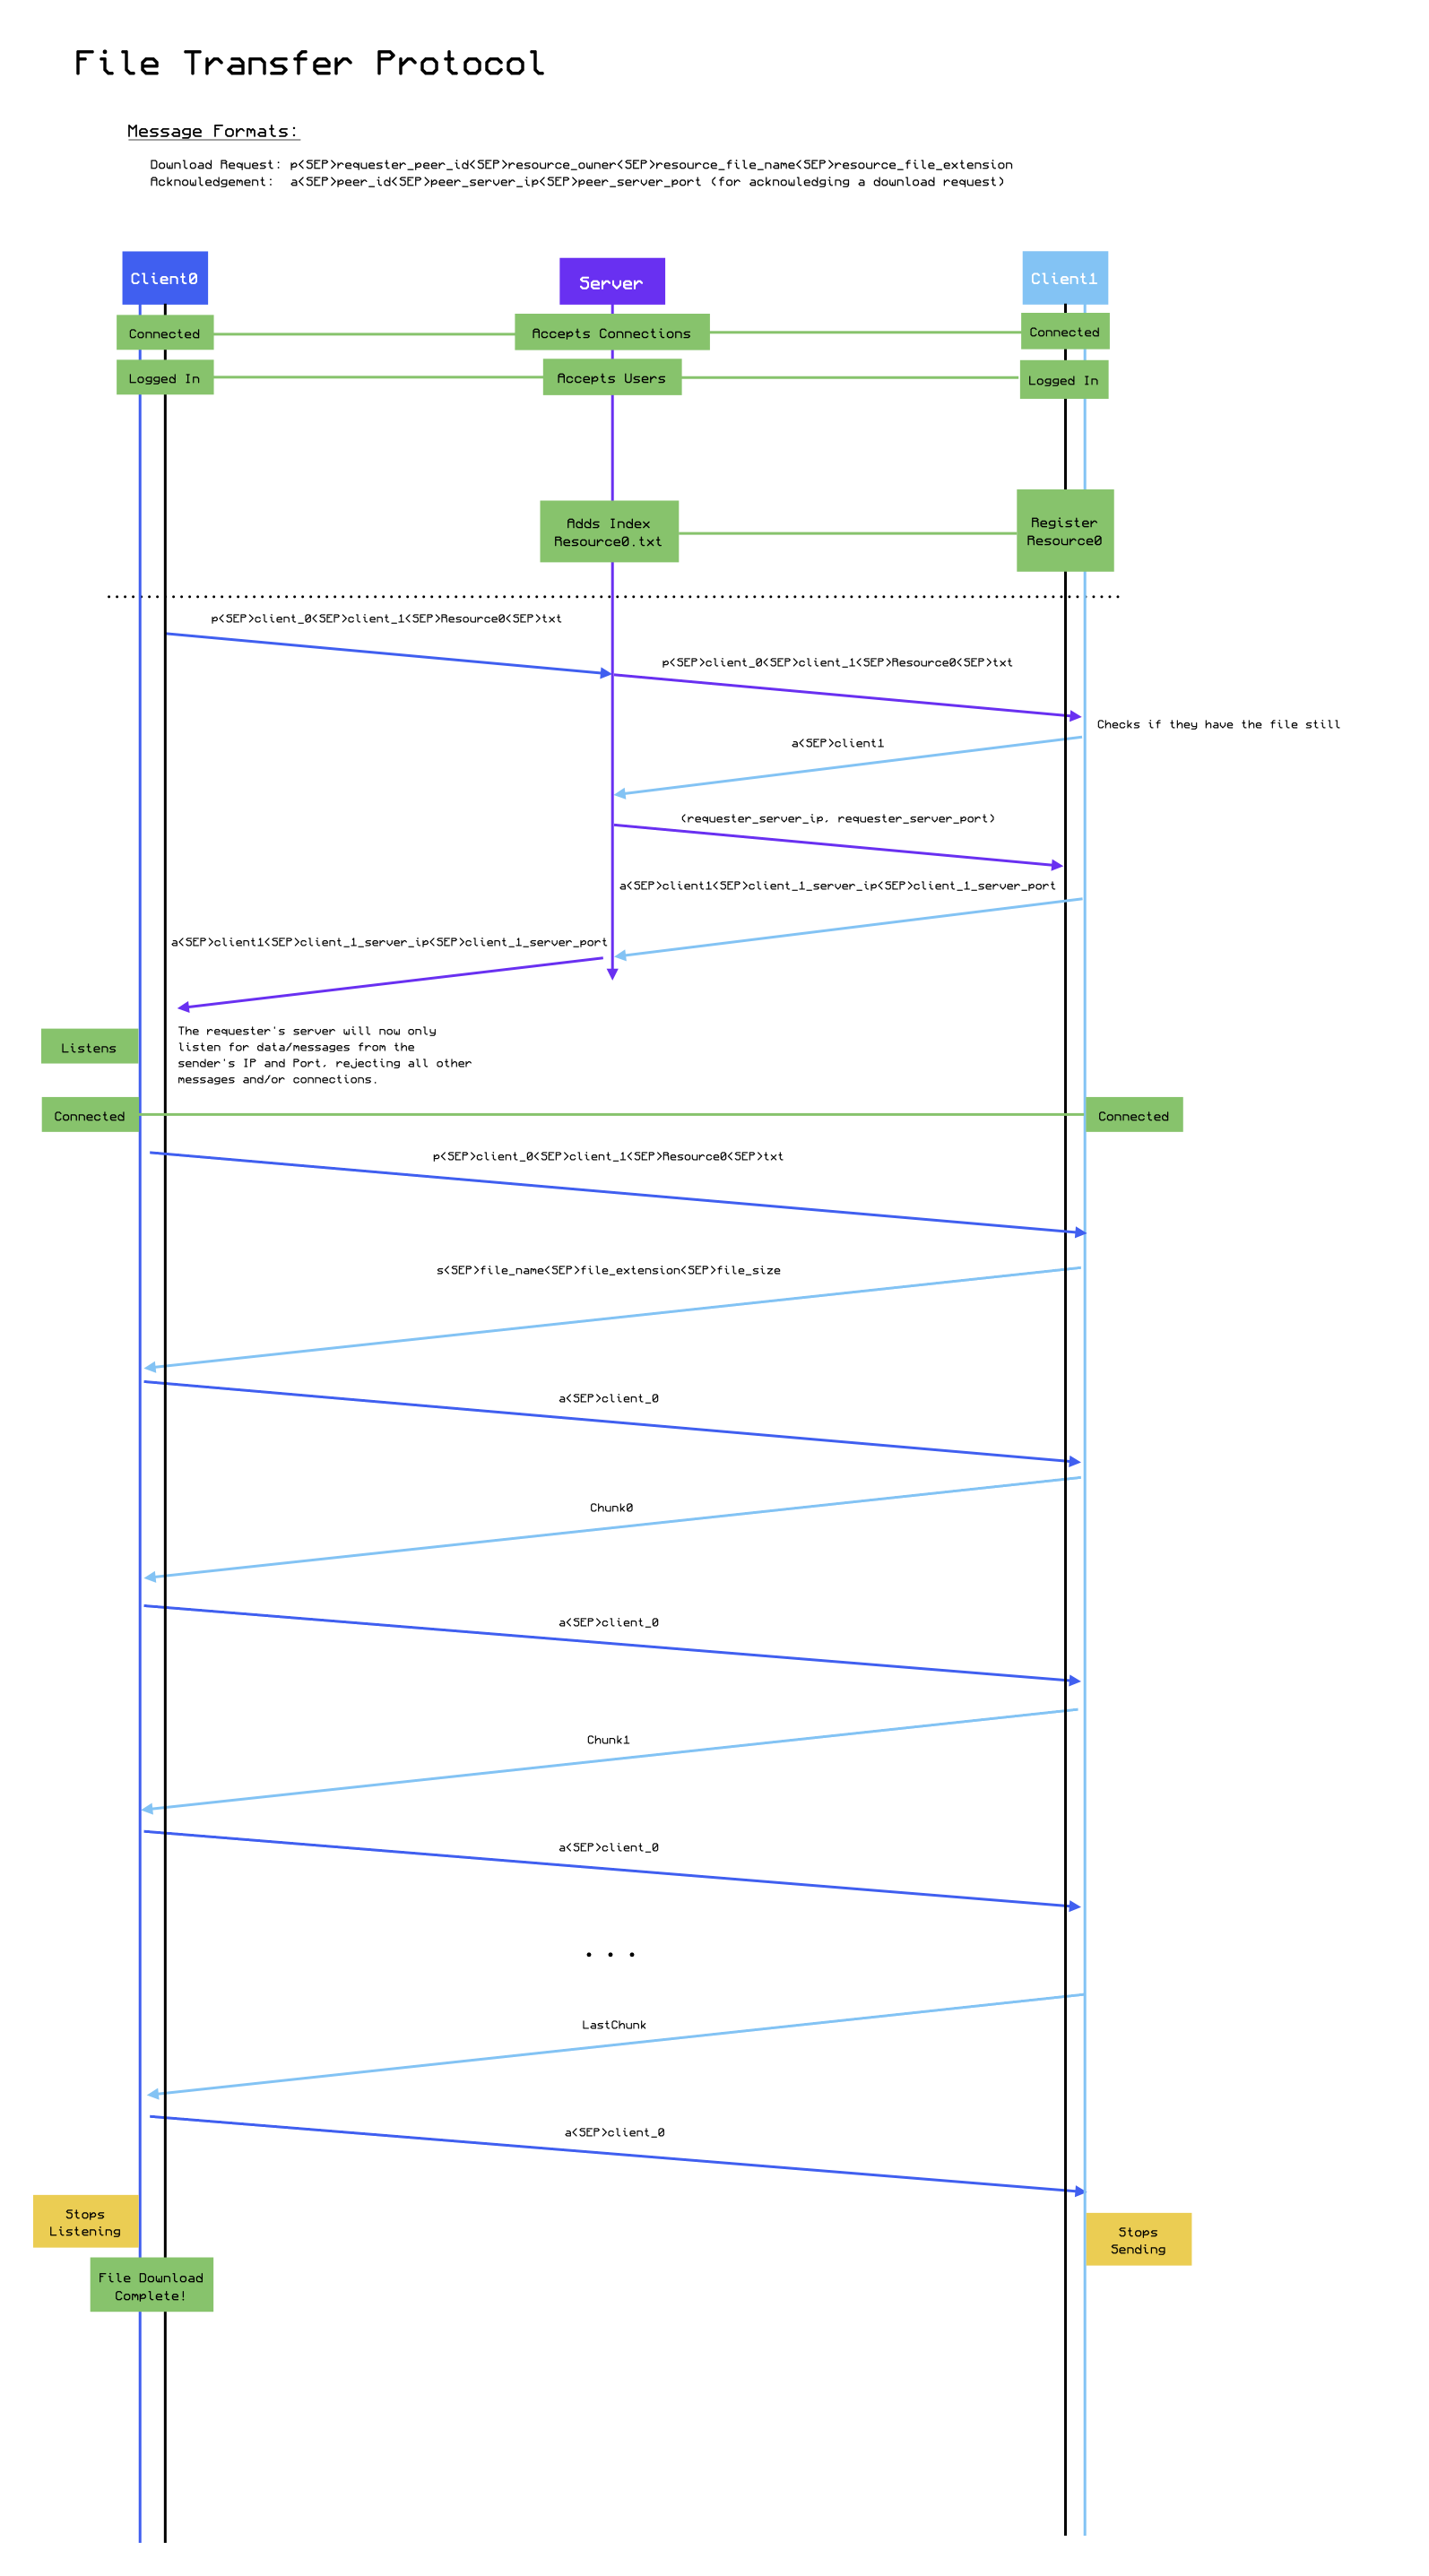 File Transfer Protocol
Message Formats:
Download Request: p<SEP>requester_peer_id<SEP>resource_owner<SEP>resource_file_name<SEP>resource_file_extension
Acknowledgement: a<SEP>peer_id<SEP>peer_server_ip<SEP>peer_server_port (for acknowledging a download request)
Client0
Server
Client1
Connected
Accepts Connections
Connected
Logged In
Accepts Users
Logged In
Adds Index
Resource0.txt
Register
Resource0
p<SEP>client_0<SEP>client_1<SEP>Resource0<SEP>txt
p<SEP>client_0<SEP>client_1<SEP>Resource0<SEP>txt
Checks if they have the file still
a<SEP>client1
(requester_server_ip, requester_server_port)
a<SEP>client1<SEP>client_1_server_ip<SEP>client_1_server_port
a<SEP>client1<SEP>client_1_server_ip<SEP>client_1_server_port
Listens
The requester's server will now only
listen for data/messages from the
sender's IP and Port, rejecting all other
messages and/or connections.
Connected
Connected
p<SEP>client_0<SEP>client_1<SEP>Resource0<SEP>txt
s<SEP>file_name<SEP>file_extension<SEP>file_size
a<SEP>client_0
Chunk0
a<SEP>client_0
Chunk1
a<SEP>client_0
. . .
LastChunk
a<SEP>client_0
Stops
Listening
Stops
Sending
File Download
Complete!